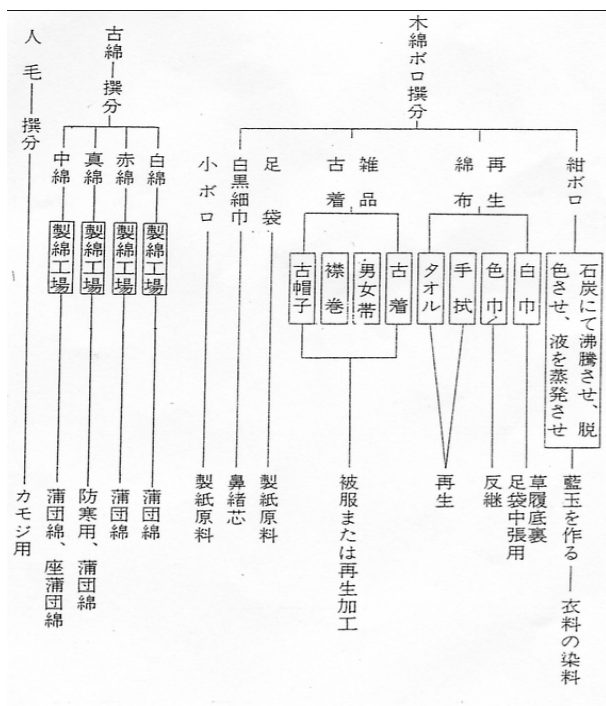 木綿ボロ撰分
紺ボロ
石炭にて沸騰させ、脱
色させ、液を蒸発させ
藍玉を作る
衣料の染料
再生
綿布
白巾
草履底裏
足袋中張用
色巾
反継
手拭
タオル
再生
雑品
古着
古着
男女帯
襟巻
古帽子
被服または再生加工
足袋
製紙原料
白黒細巾
鼻緒芯
小ボロ
製紙原料
古綿
撰分
白綿
製綿工場
蒲団綿
赤綿
製綿工場
蒲団綿
真綿
製綿工場
防寒用、蒲団綿
中綿
製綿工場
蒲団綿、座蒲団綿
人毛
撰分
カモジ用